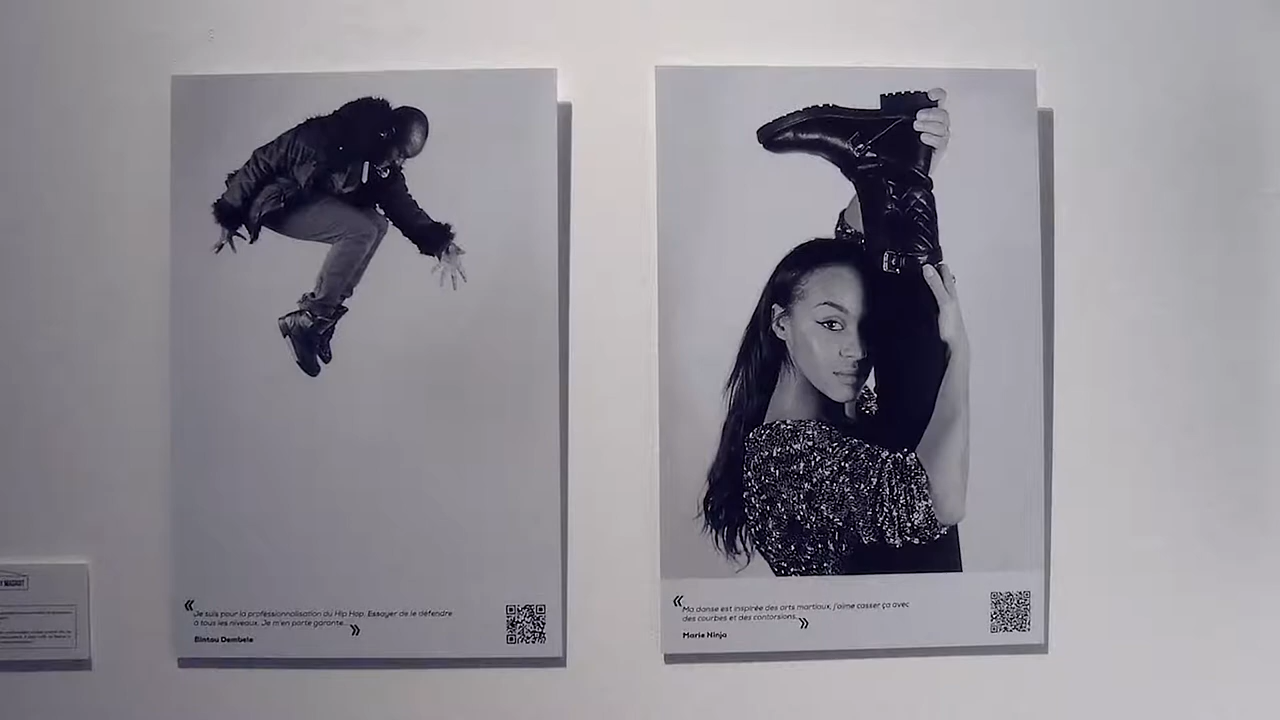 « Je suis pour la professionnalisation du Hip Hop. Essayer de le défendre
à tous les niveaux. Je m'en porte garante... »
Bintou Dembele
« Ma danse est inspirée des arts martiaux, j'aime casser ça avec
des courbes et des contorsions... »
Marie Ninja